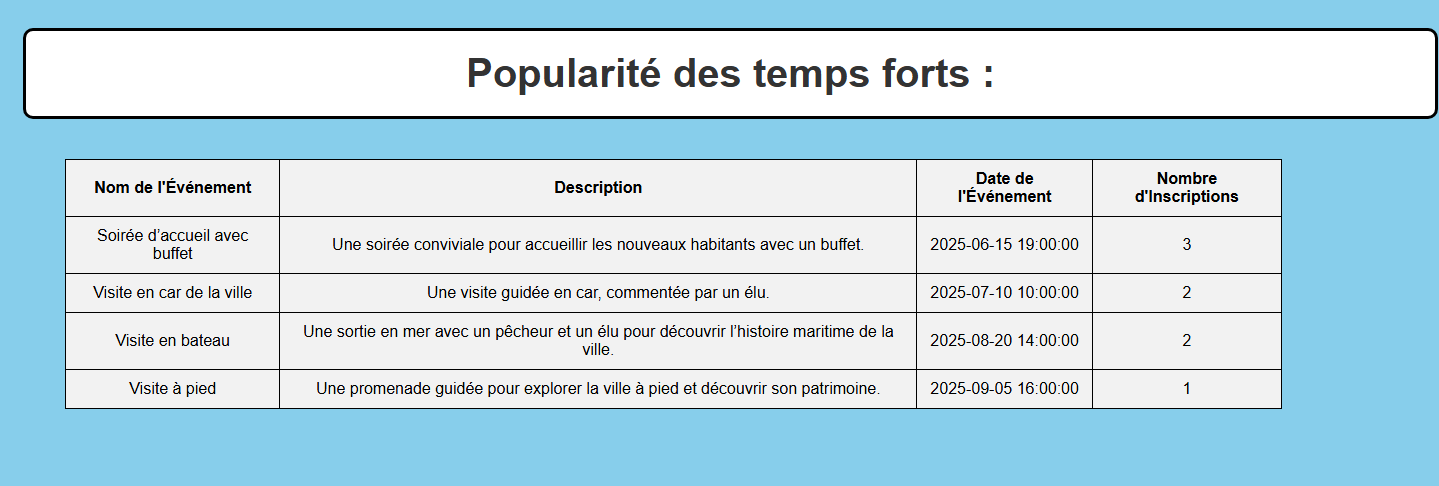 Popularité des temps forts :
Nom de l'Événement
Description
Date de
l'Événement
Nombre
d'Inscriptions
Soirée d’accueil avec
buffet
Une soirée conviviale pour accueillir les nouveaux habitants avec un buffet.
2025-06-15 19:00:00
3
Visite en car de la ville
Une visite guidée en car, commentée par un élu.
2025-07-10 10:00:00
2
Visite en bateau
Une sortie en mer avec un pêcheur et un élu pour découvrir l’histoire maritime de la
ville.
2025-08-20 14:00:00
2
Visite à pied
Une promenade guidée pour explorer la ville à pied et découvrir son patrimoine.
2025-09-05 16:00:00
1